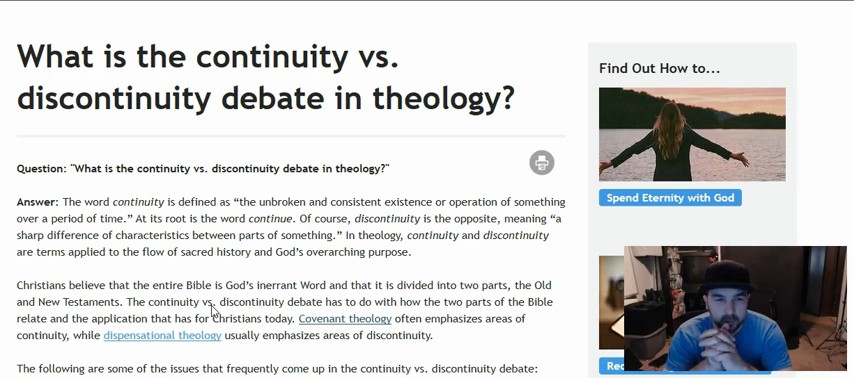 What is the continuity vs.
discontinuity debate in theology?
Question: "What is the continuity vs. discontinuity debate in theology?"
Answer: The word continuity is defined as “the unbroken and consistent existence or operation of something
over a period of time.” At its root is the word continue. Of course, discontinuity is the opposite, meaning “a
sharp difference of characteristics between parts of something.” In theology, continuity and discontinuity
are terms applied to the flow of sacred history and God’s overarching purpose.
Christians believe that the entire Bible is God’s inerrant Word and that it is divided into two parts, the Old
and New Testaments. The continuity vs. discontinuity debate has to do with how the two parts of the Bible
relate and the application that has for Christians today. Covenant theology often emphasizes areas of
continuity, while dispensational theology usually emphasizes areas of discontinuity.
The following are some of the issues that frequently come up in the continuity vs. discontinuity debate:
Find Out How to...
Spend Eternity with God